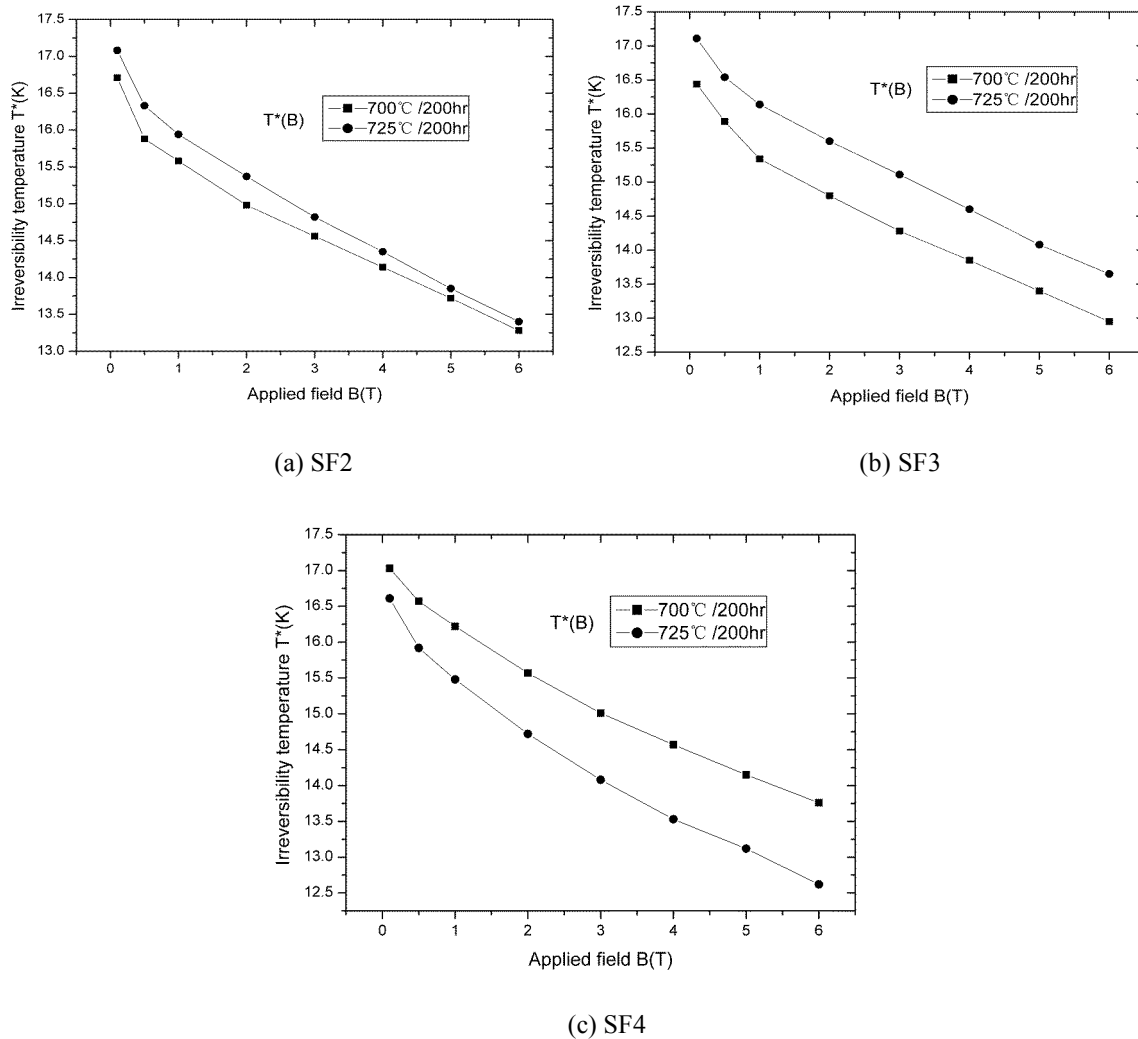 17.5
17.0
16.5
16.0
15.5
15.0
14.5
14.0
13.5
13.0
Irreversibility temperature T*(K)
T*(B)
700℃ /200hr
725℃ /200hr
0 1 2 3 4 5 6
Applied field B(T)
(a) SF2
17.5
17.0
16.5
16.0
15.5
15.0
14.5
14.0
13.5
13.0
12.5
Irreversibility temperature T*(K)
T*(B)
700℃ /200hr
725℃ /200hr
0 1 2 3 4 5 6
Applied field B(T)
(b) SF3
17.5
17.0
16.5
16.0
15.5
15.0
14.5
14.0
13.5
13.0
12.5
Irreversibility temperature T*(K)
T*(B)
700℃ /200hr
725℃ /200hr
0 1 2 3 4 5 6
Applied field B(T)
(c) SF4